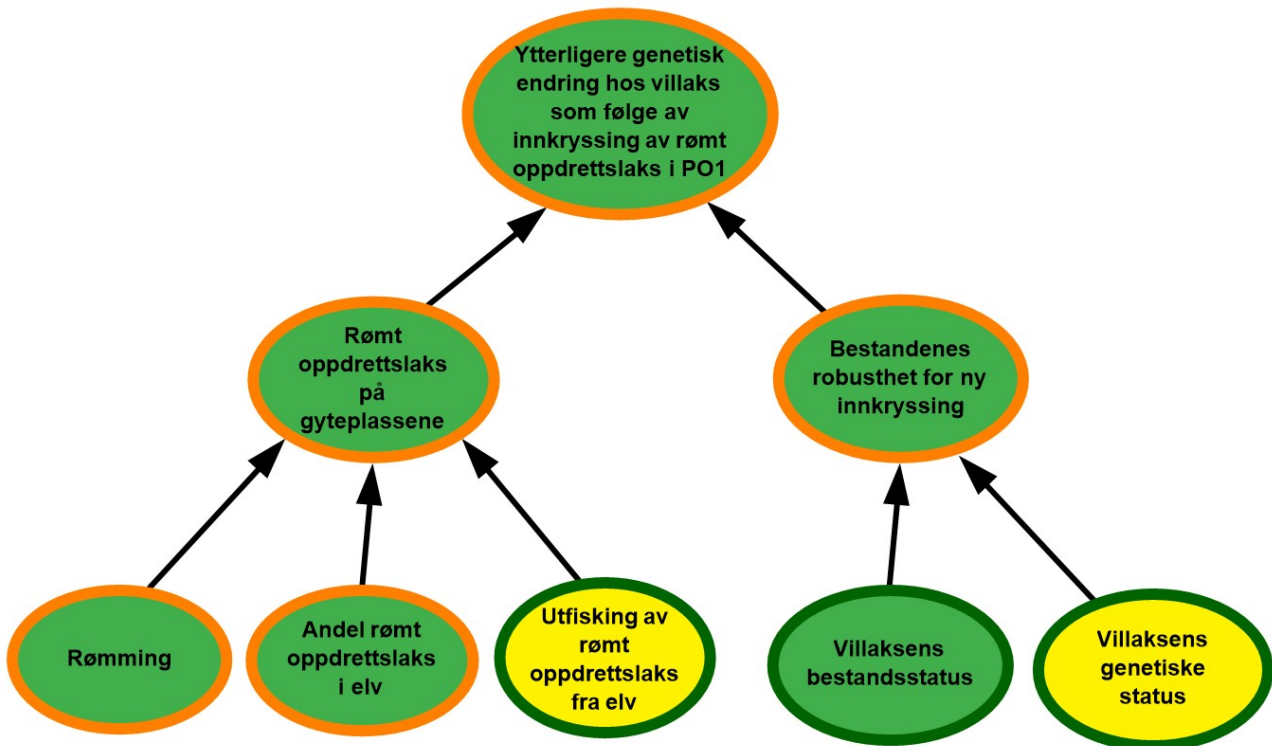 Ytterligere genetisk
endring hos villaks
som følge av
innkryssing av rømt
oppdrettslaks i PO1
Rømt
oppdrettslaks
på
gyteplassene
Bestandenes
robusthet for ny
innkryssing
Rømming
Andel rømt
oppdrettslaks
i elv
Utfisking av
rømt
oppdrettslaks
fra elv
Villaksens
bestandsstatus
Villaksens
genetiske
status